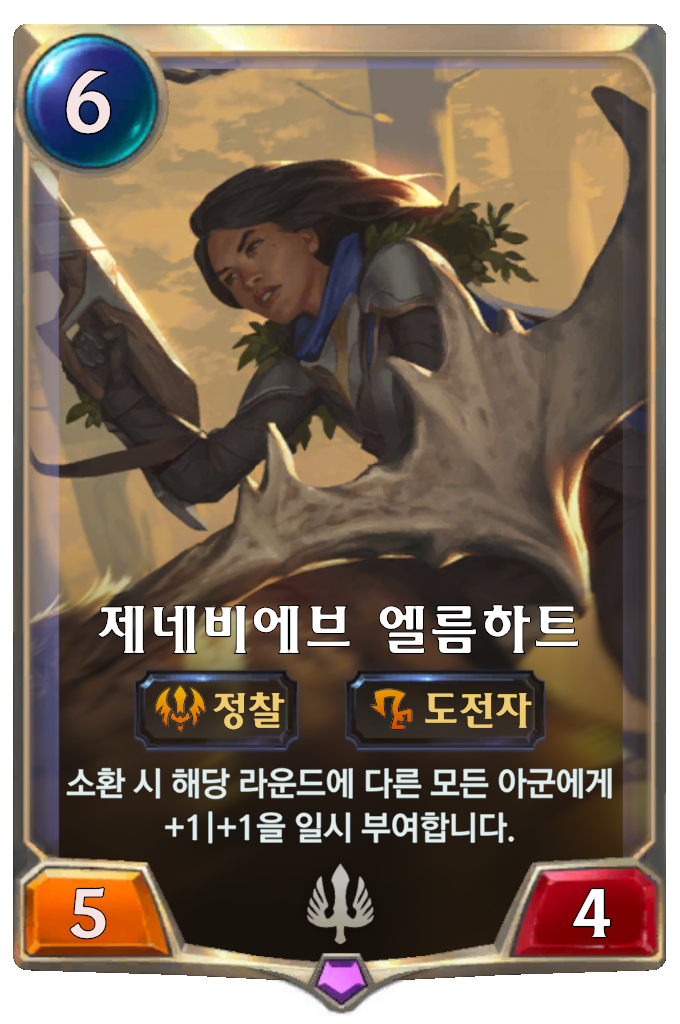 6
제네비에브 엘름하트
정찰 도전자
소환 시 해당 라운드에 다른 모든 아군에게
+1|+1을 일시 부여합니다.
5 4